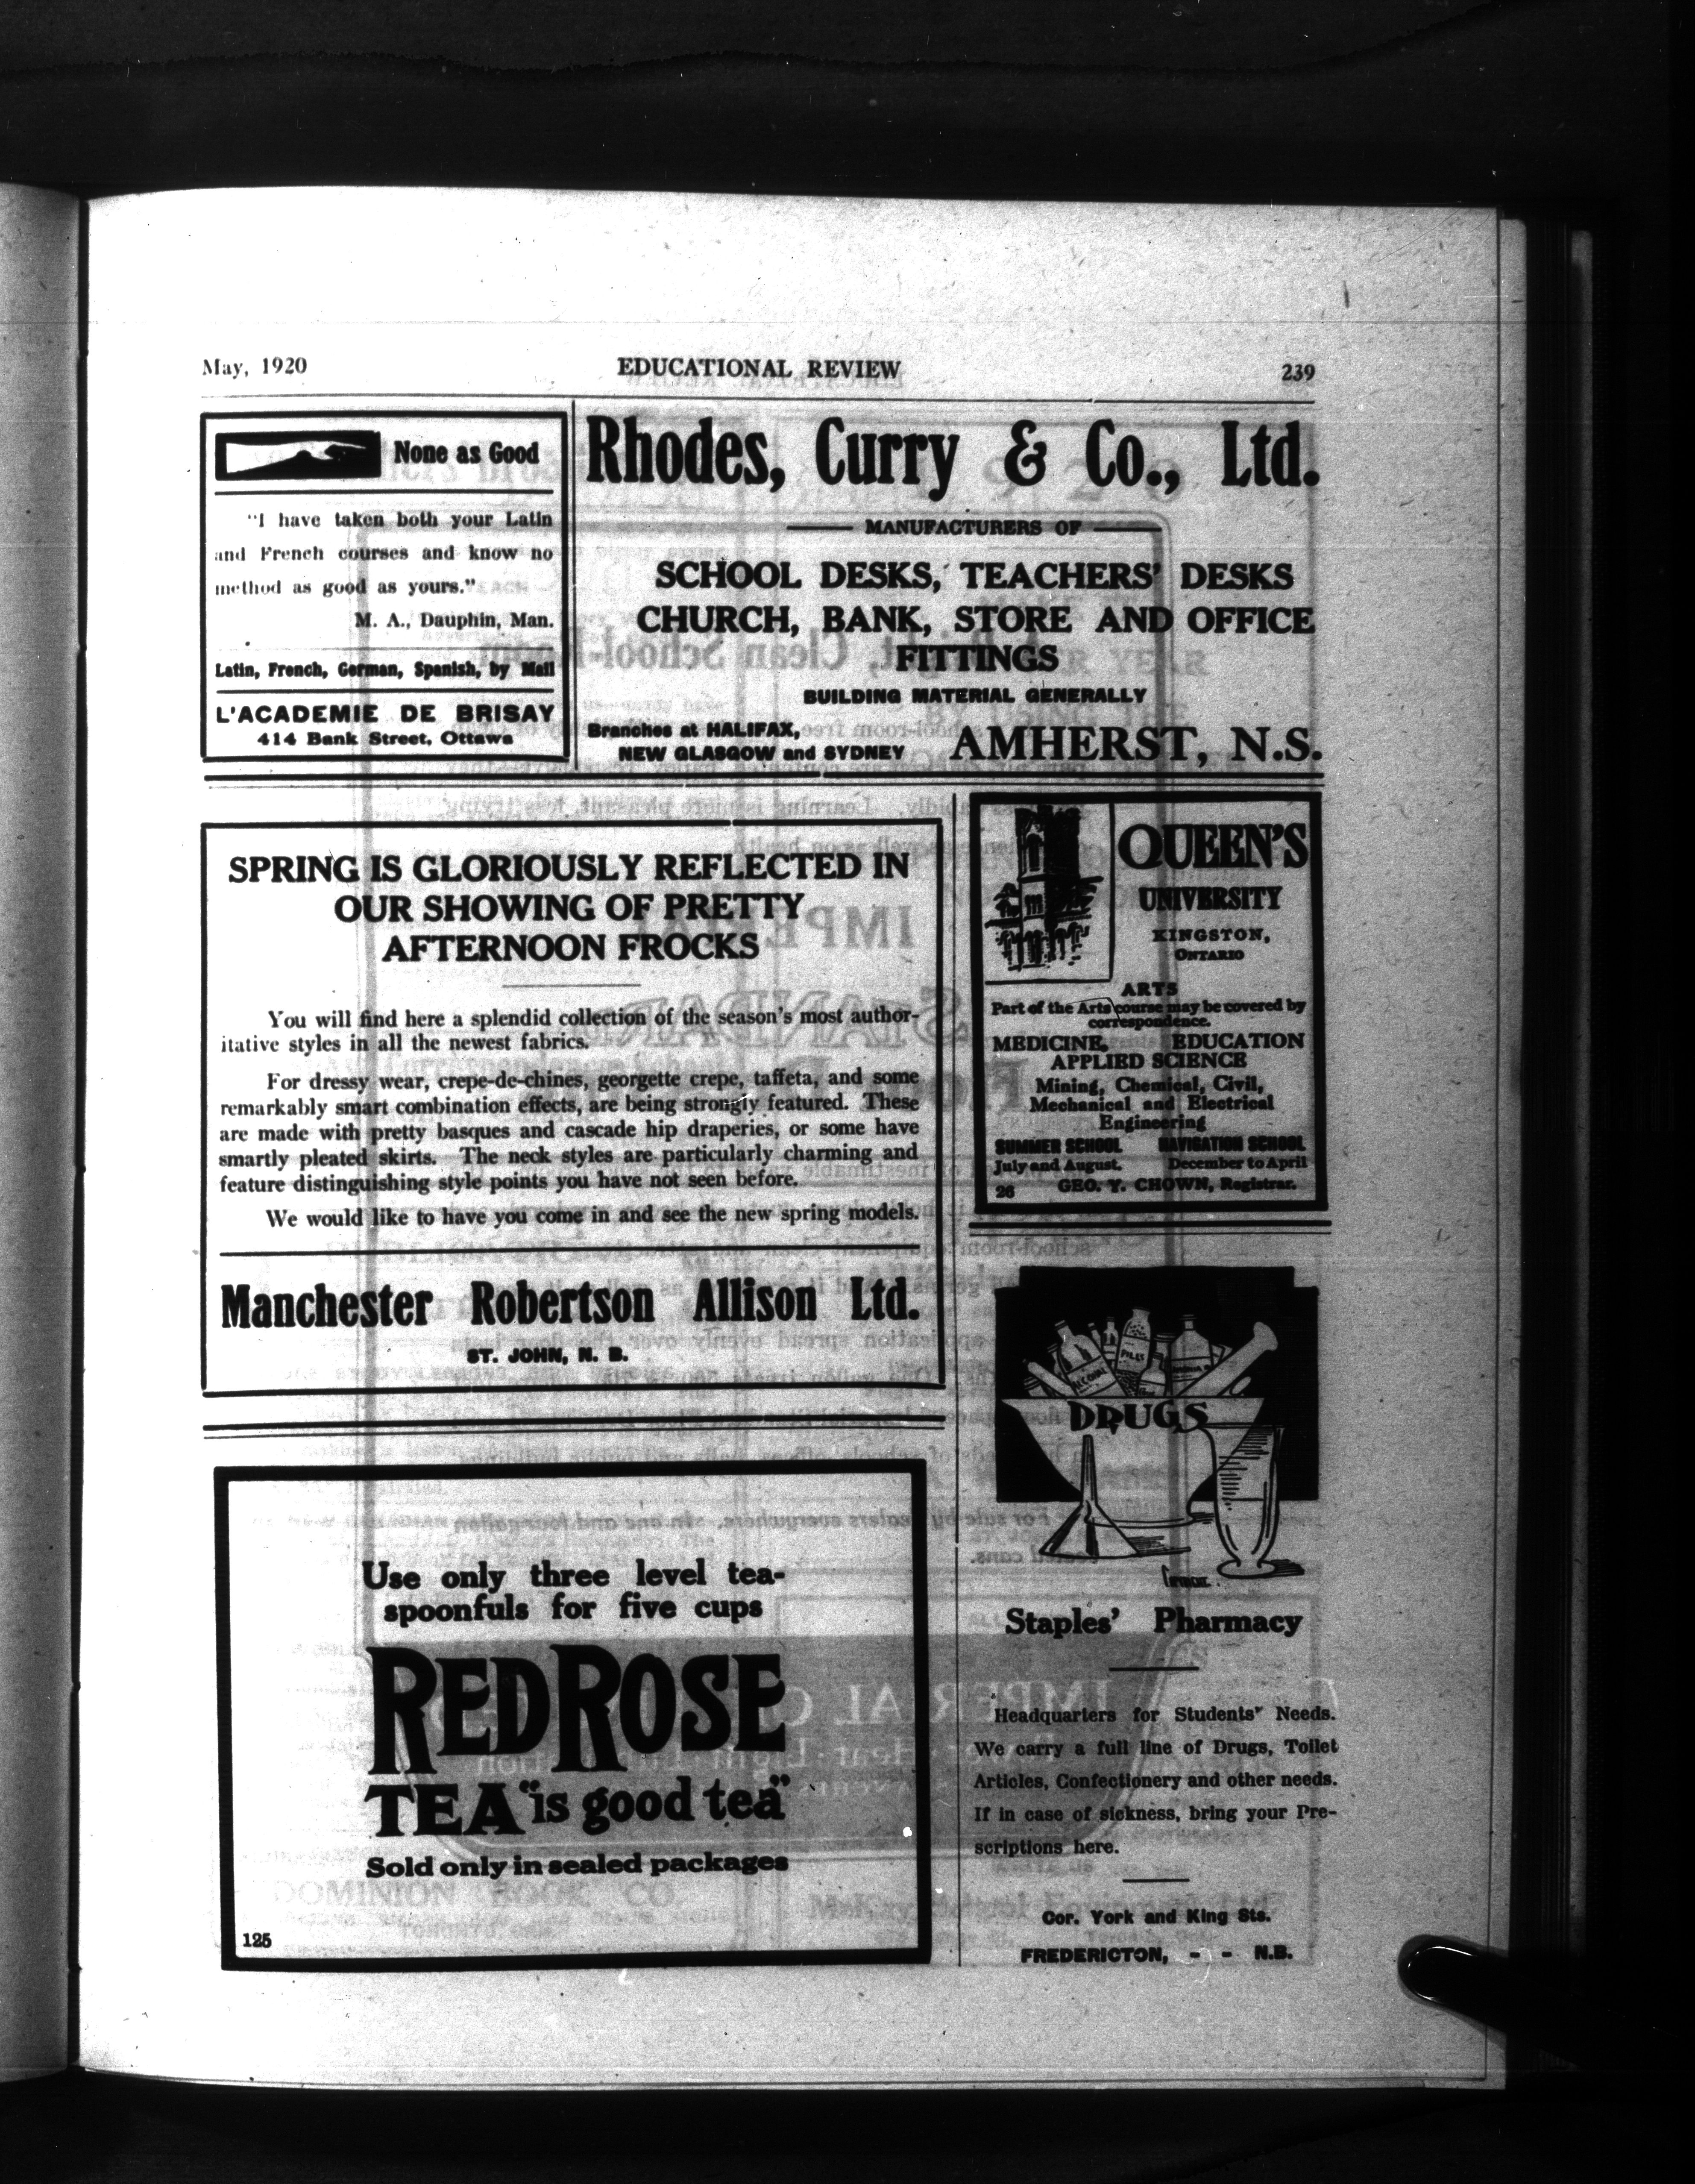 May, 1920
EDUCATIONAL REVIEW
239
None as Good
"I have taken both your Latin
and French courses and know no
method as good as yours."
M. A., Dauphin, Man.
Latin, French, German, Spanish, by Mail
L'ACADEMIE DE BRISAY
414 Bank Street, Ottawa
Rhodes, Curry & Co., Ltd.
MANUFACTURERS OF
SCHOOL DESKS, TEACHERS' DESKS
CHURCH, BANK, STORE AND OFFICE
FITTINGS
BUILDING MATERIAL GENERALLY
Branches at HALIFAX,
NEW GLASGOW and SYDNEY
AMHERST, N.S.
SPRING IS GLORIOUSLY REFLECTED IN
OUR SHOWING OF PRETTY
AFTERNOON FROCKS
You will find here a splendid collection of the season's most author-
itative styles in all the newest fabrics.
For dressy wear, crepe-de-chines, georgette crepe, taffeta, and some
remarkably smart combination effects, are being strongly featured. These
are made with pretty basques and cascade hip draperies, or some have
smartly pleated skirts. The neck styles are particularly charming and
feature distinguishing style points you have not seen before.
We would like to have you come in and see the new spring models.
Manchester Robertson Allison Ltd.
ST. JOHN, N. B.
Use only three level tea-
spoonfuls for five cups
RED ROSE
TEA "is good tea"
Sold only in sealed packages
125
QUEEN'S
UNIVERSITY
KINGSTON,
ONTARIO
ARTS
Part of the Arts course may be covered by
correspondence.
MEDICINE, EDUCATION
APPLIED SCIENCE
Mining, Chemical, Civil,
Mechanical and Electrical
Engineering
SUMMER SCHOOL NAVIGATION SCHOOL
July and August. December to April
26 GEO. Y. CHOWN, Registrar.
ALCOHOL
PILLS
DRUGS
Staples' Pharmacy
Headquarters for Students' Needs.
We carry a full line of Drugs, Toilet
Articles, Confectionery and other needs.
If in case of sickness, bring your Pre-
scriptions here.
Cor. York and King Sts.
FREDERICTON, - - N.B.